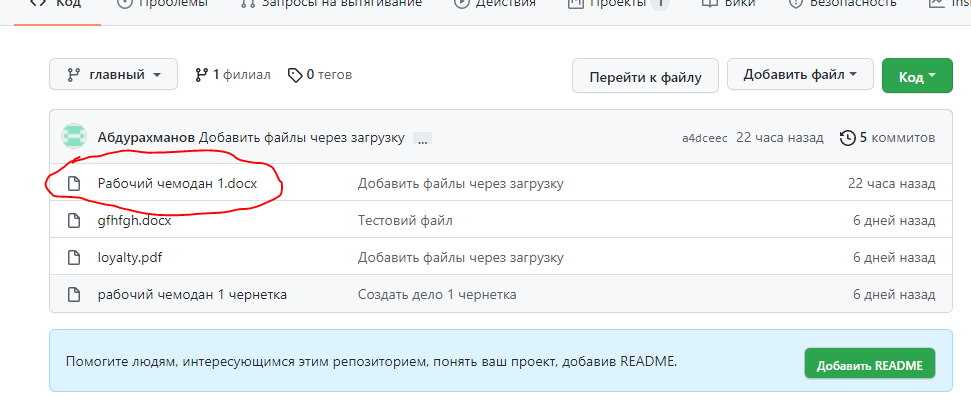 Код Проблемы Запросы на вытягивание Действия Проекты 1 Вики Безопасность Insi
главный 1 филиал 0 тегов Перейти к файлу Добавить файл Код
Абдурахманов Добавить файлы через загрузку ... a4dceec 22 часа назад 5 коммитов
Рабочий чемодан 1.docx Добавить файлы через загрузку 22 часа назад
gfhfgh.docx Тестовий файл 6 дней назад
loyalty.pdf Добавить файлы через загрузку 6 дней назад
рабочий чемодан 1 чернетка Создать дело 1 чернетка 6 дней назад
Помогите людям, интересующимся этим репозиторием, понять ваш проект, добавив README. Добавить README